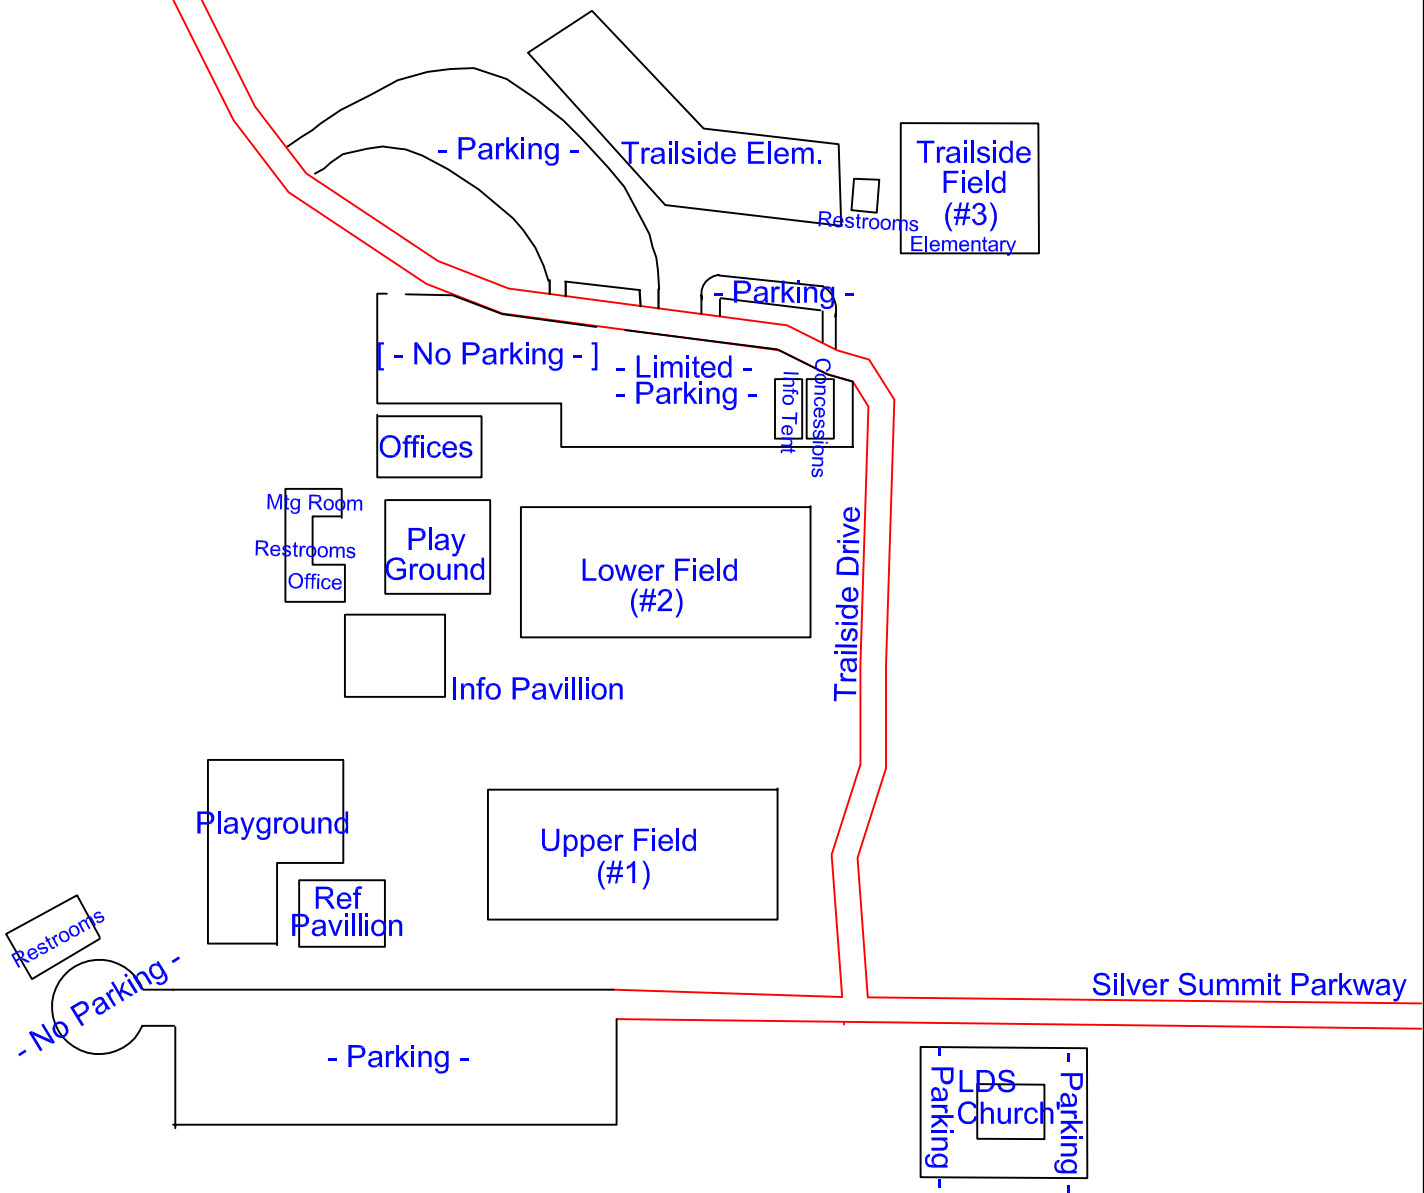 - Parking -
Trailside Elem.
Trailside
Field
(#3)
Elementary
Restrooms
- Parking -
[ - No Parking - ]
- Limited -
- Parking -
Info Tent
Concessions
Offices
Mtg Room
Restrooms
Office
Play
Ground
Lower Field
(#2)
Trailside Drive
Info Pavillion
Playground
Ref
Pavillion
Upper Field
(#1)
Restrooms
- No Parking -
- Parking -
Silver Summit Parkway
- Parking -
LDS
Church
- Parking -